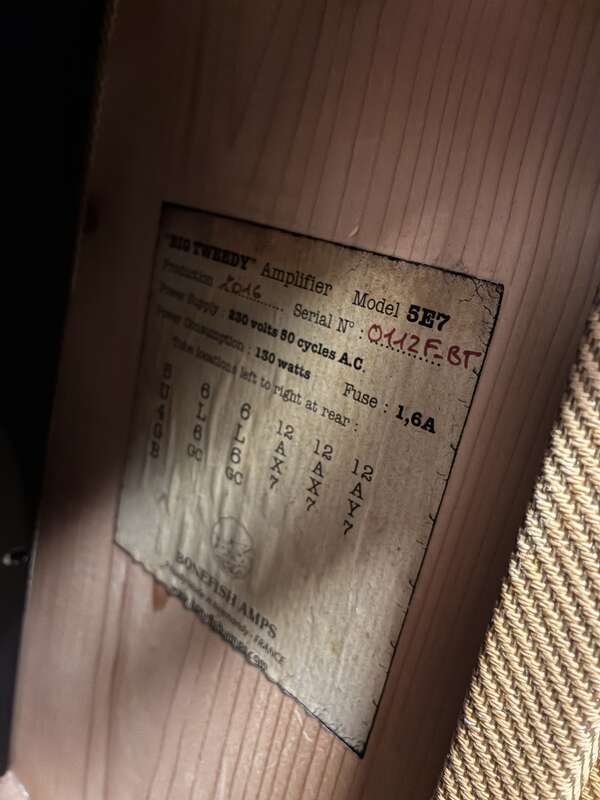 "BIG TWEEDY" Amplifier Model 5E7
Production 2016 Serial N° : 0112F_BT
Power Supply : 230 volts 50 cycles A.C.
Power Consumption : 130 watts Fuse : 1,6A
Tube locations left to right at rear :
5 6 6 12 12 12
U L L A A A
4 6 6 X X Y
G GC GC 7 7 7
B
BONEFISH AMPS
FRANCE